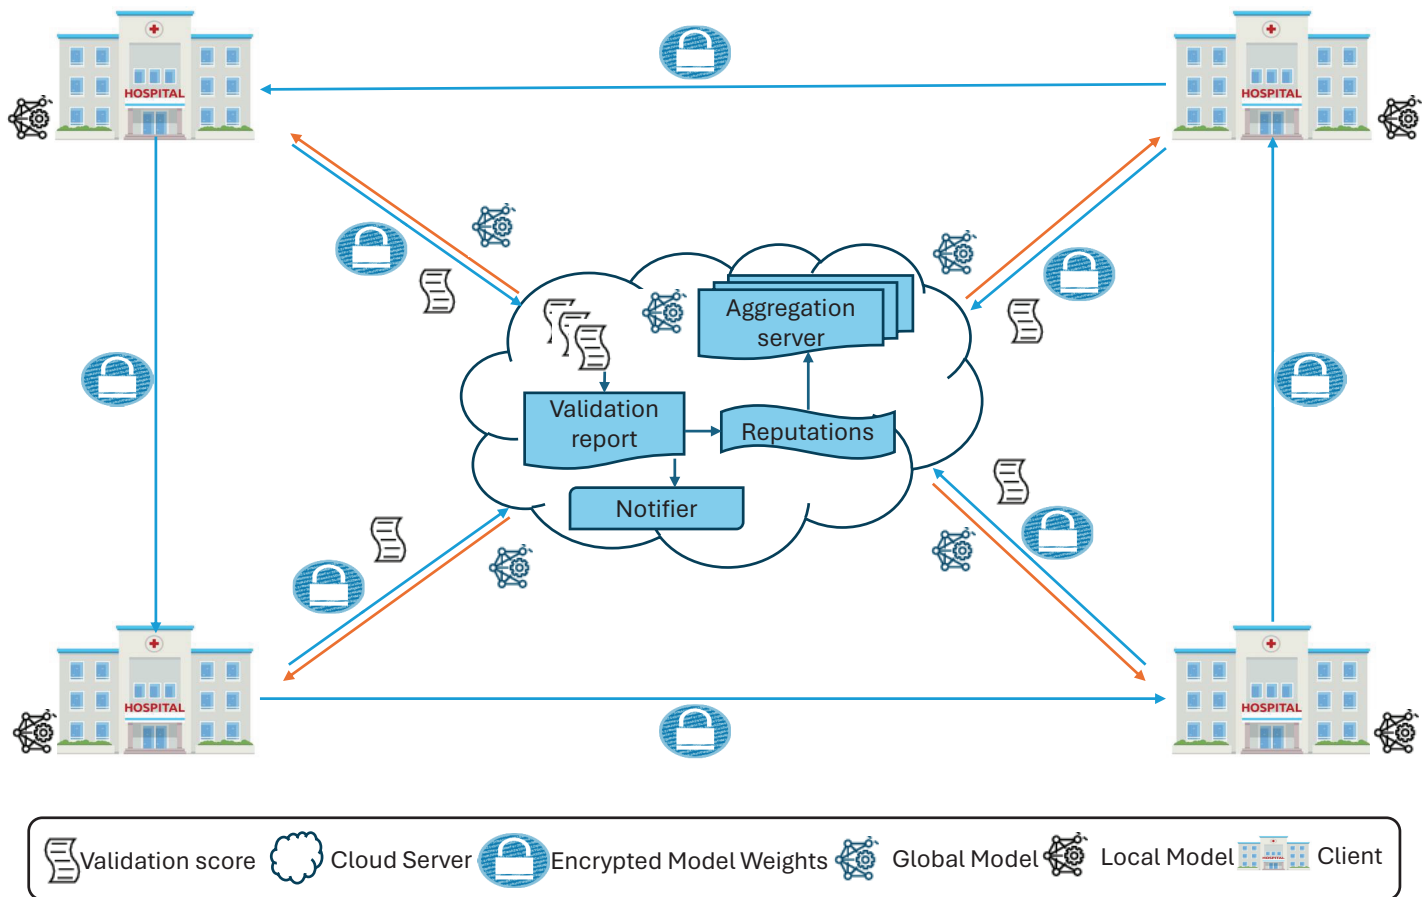 HOSPITAL
HOSPITAL
Aggregation
server
Validation
report
Reputations
Notifier
HOSPITAL
HOSPITAL
Validation score
Cloud Server
Encrypted Model Weights
Global Model
Local Model
HOSPITAL
Client